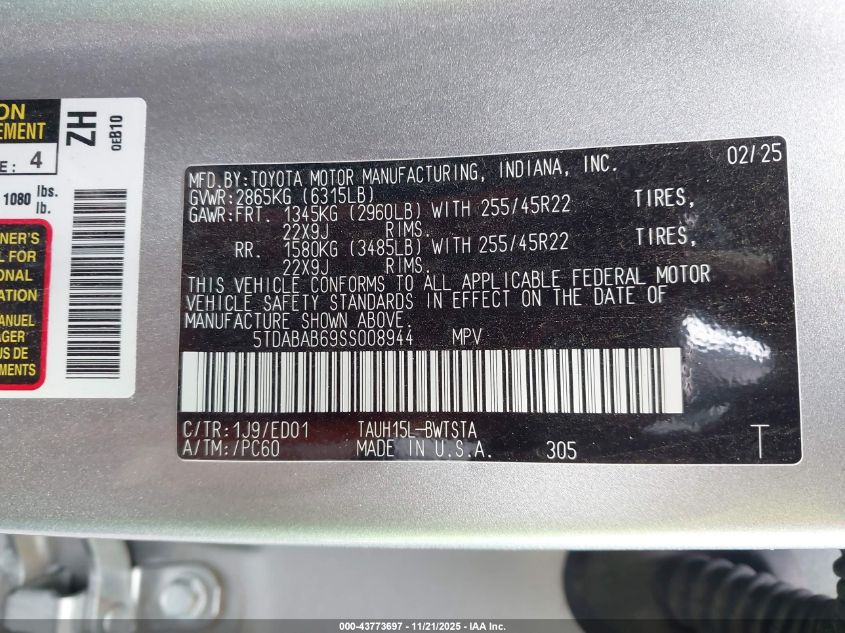 ON
EMENT
E: 4
1080 lbs.
lb.
NER'S
L FOR
ONAL
ATION
ANUEL
AGER
US DE
EMENTS
ZH
0EB10
MFD.BY:TOYOTA MOTOR MANUFACTURING, INDIANA, INC. 02/25
GVWR:2865KG (6315LB)
GAWR:FRT. 1345KG (2960LB) WITH 255/45R22 TIRES,
22X9J RIMS.
RR. 1580KG (3485LB) WITH 255/45R22 TIRES,
22X9J RIMS.
THIS VEHICLE CONFORMS TO ALL APPLICABLE FEDERAL MOTOR
VEHICLE SAFETY STANDARDS IN EFFECT ON THE DATE OF
MANUFACTURE SHOWN ABOVE.
5TDABAB69SS008944 MPV
C/TR:1J9/ED01 TAUH15L-BWTSTA
A/TM:/PC60 MADE IN U.S.A. 305 T
000-43773697 - 11/21/2025 - IAA Inc.